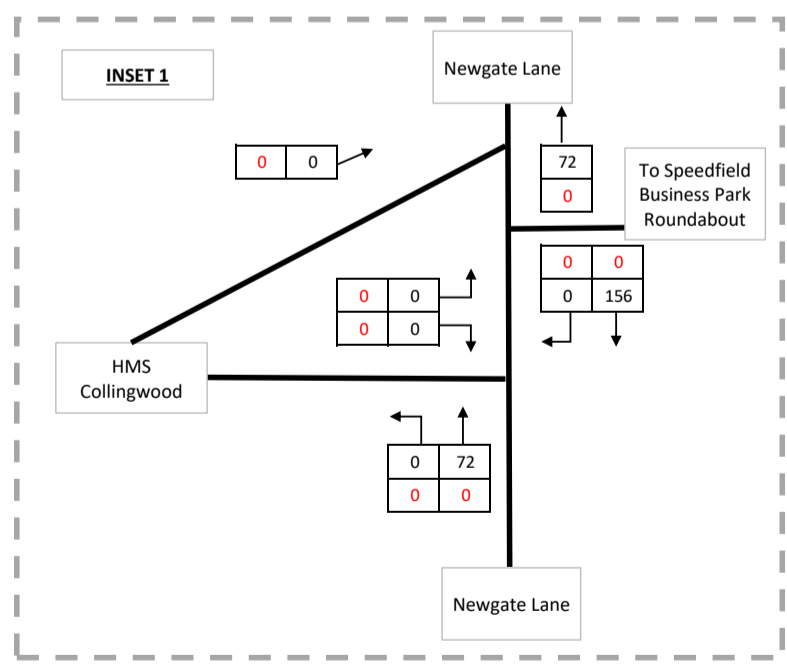 INSET 1
Newgate Lane
0 0
72
0
To Speedfield
Business Park
Roundabout
0 0
0 156
0 0
0 0
HMS
Collingwood
0 72
0 0
Newgate Lane